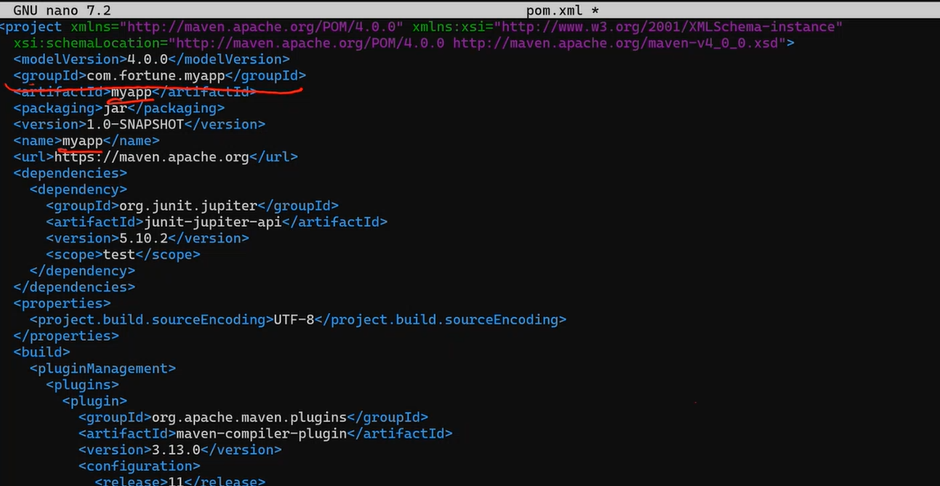 GNU nano 7.2 pom.xml *
<project xmlns="http://maven.apache.org/POM/4.0.0" xmlns:xsi="http://www.w3.org/2001/XMLSchema-instance"
xsi:schemaLocation="http://maven.apache.org/POM/4.0.0 http://maven.apache.org/maven-v4_0_0.xsd">
<modelVersion>4.0.0</modelVersion>
<groupId>com.fortune.myapp</groupId>
<artifactId>myapp</artifactId>
<packaging>jar</packaging>
<version>1.0-SNAPSHOT</version>
<name>myapp</name>
<url>https://maven.apache.org</url>
<dependencies>
<dependency>
<groupId>org.junit.jupiter</groupId>
<artifactId>junit-jupiter-api</artifactId>
<version>5.10.2</version>
<scope>test</scope>
</dependency>
</dependencies>
<properties>
<project.build.sourceEncoding>UTF-8</project.build.sourceEncoding>
</properties>
<build>
<pluginManagement>
<plugins>
<plugin>
<groupId>org.apache.maven.plugins</groupId>
<artifactId>maven-compiler-plugin</artifactId>
<version>3.13.0</version>
<configuration>
<release>11</release>